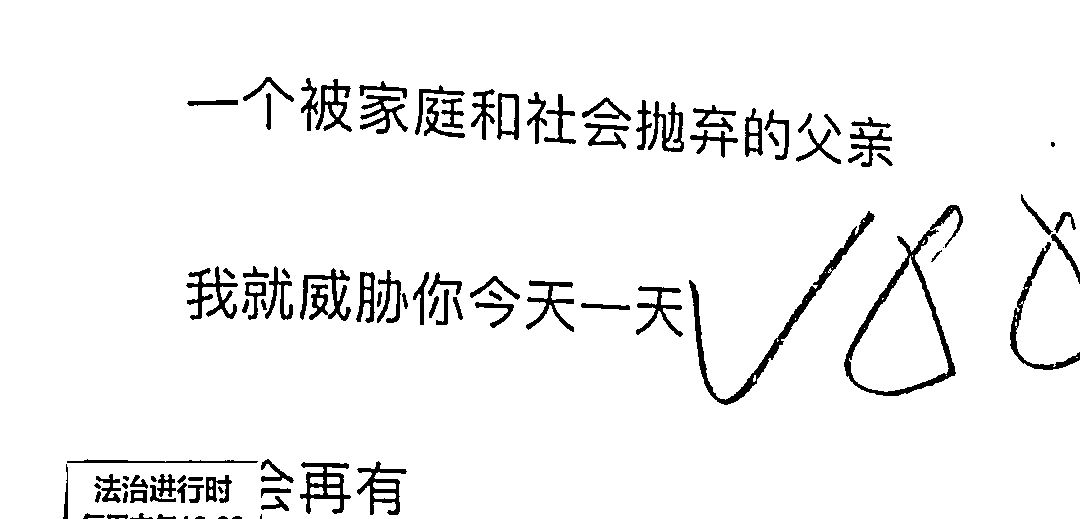 一个被家庭和社会抛弃的父亲
我就威胁你今天一天
会再有
法治进行时